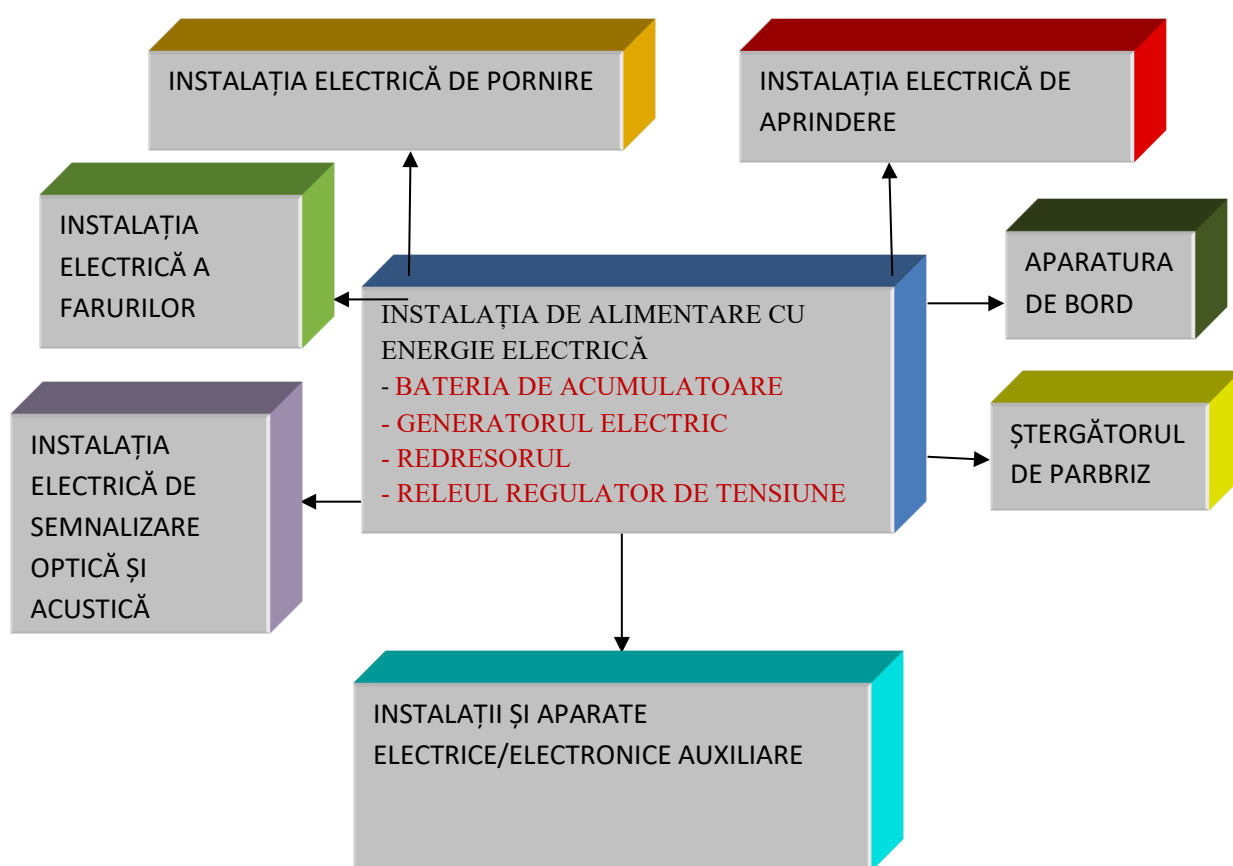 INSTALAȚIA ELECTRICĂ DE PORNIRE
INSTALAȚIA ELECTRICĂ DE
APRINDERE
INSTALAȚIA
ELECTRICĂ A
FARURILOR
APARATURA
DE BORD
INSTALAȚIA DE ALIMENTARE CU
ENERGIE ELECTRICĂ
- BATERIA DE ACUMULATOARE
- GENERATORUL ELECTRIC
- REDRESORUL
- RELEUL REGULATOR DE TENSIUNE
INSTALAȚIA
ELECTRICĂ DE
SEMNALIZARE
OPTICĂ ȘI
ACUSTICĂ
ȘTERGĂTORUL
DE PARBRIZ
INSTALAȚII ȘI APARATE
ELECTRICE/ELECTRONICE AUXILIARE